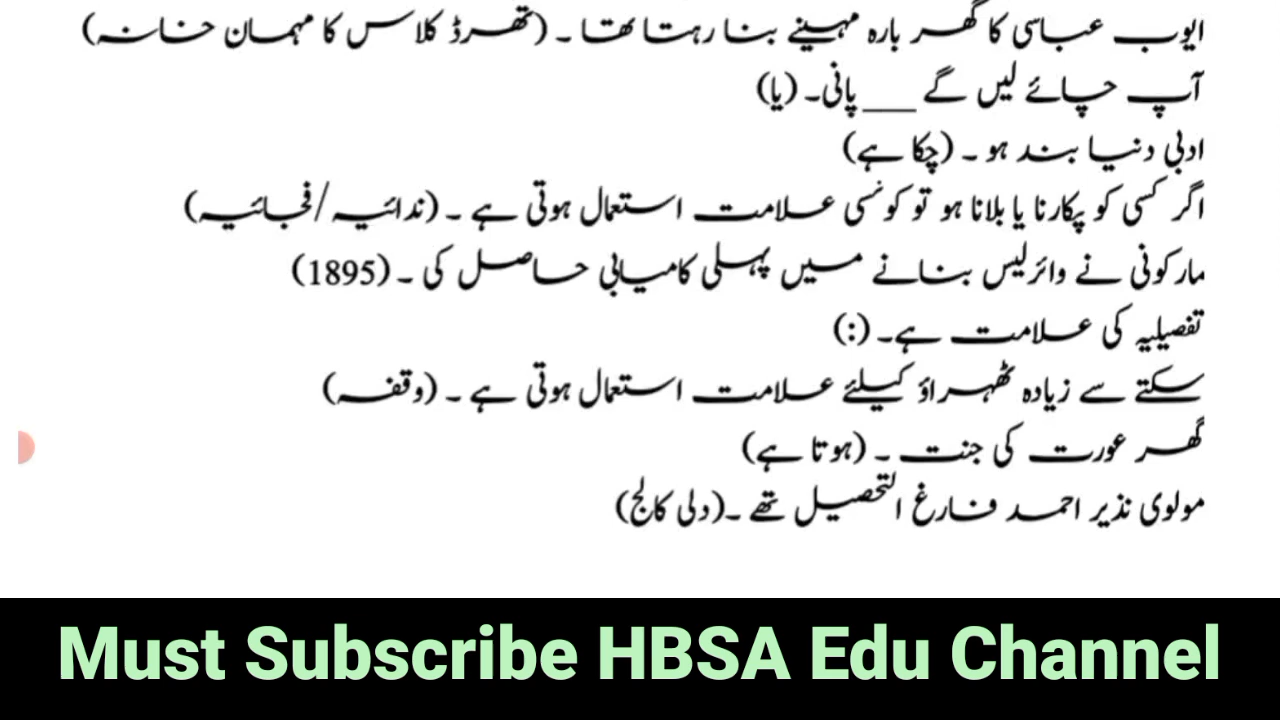 ایوب عباسی کا گھر بارہ مہینے بنا رہتا تھا ۔ (تھرڈ کلاس کا مہمان خانہ)
آپ چائے لیں گے ___ پانی۔ (یا)
ادبی دنیا بند ہو ۔ (چکا ہے)
اگر کسی کو پکارنا یا بلانا ہو تو کونسی علامت استعمال ہوتی ہے ۔ (ندائیہ/فجائیہ)
مارکونی نے وائرلیس بنانے میں پہلی کامیابی حاصل کی ۔ (1895)
تفصیلیہ کی علامت ہے۔ (:)
سکتے سے زیادہ ٹھہراؤ کیلئے علامت استعمال ہوتی ہے ۔ (وقفہ)
گھر عورت کی جنت ۔ (ہوتا ہے)
مولوی نذیر احمد فارغ التحصیل تھے ۔(دلی کالج)
Must Subscribe HBSA Edu Channel